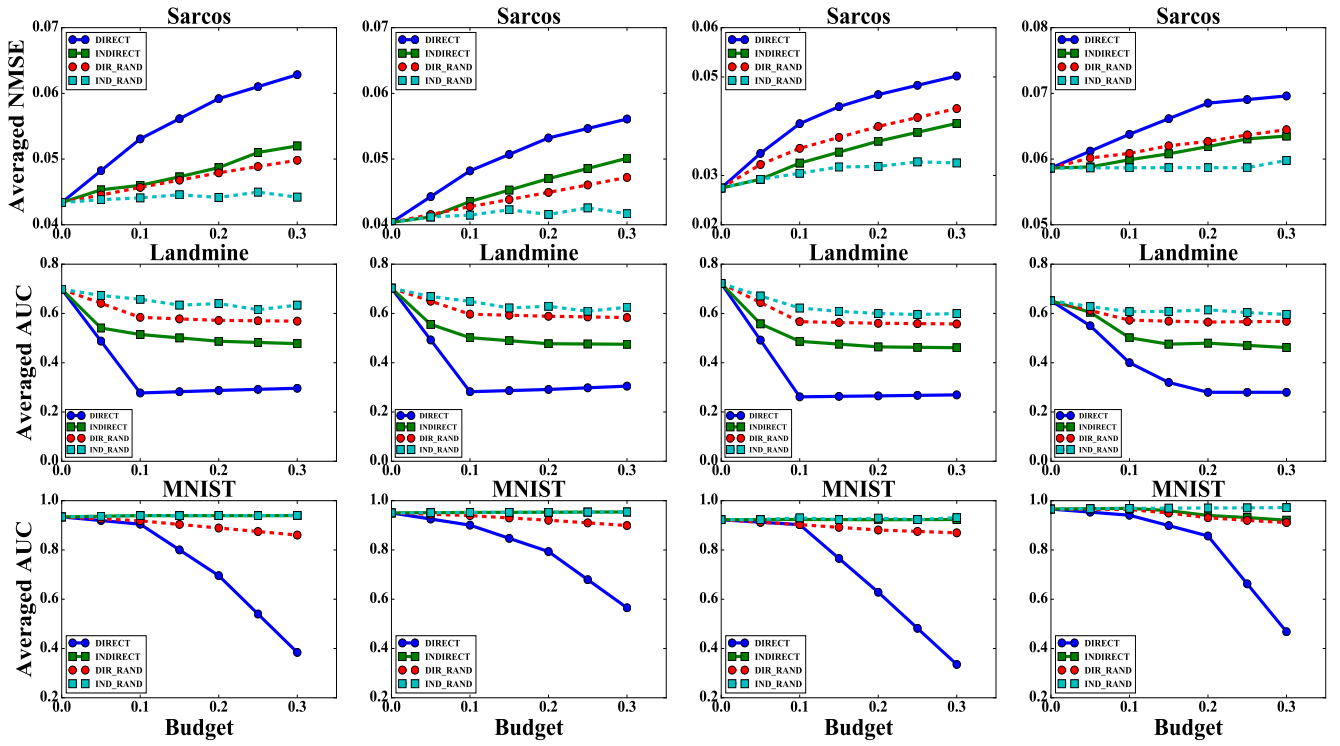 Sarcos
Averaged NMSE
0.07
0.06
0.05
0.04
0.0 0.1 0.2 0.3
DIRECT
INDIRECT
DIR_RAND
IND_RAND
Sarcos
0.07
0.06
0.05
0.04
0.0 0.1 0.2 0.3
DIRECT
INDIRECT
DIR_RAND
IND_RAND
Sarcos
0.06
0.05
0.03
0.02
0.0 0.1 0.2 0.3
DIRECT
INDIRECT
DIR_RAND
IND_RAND
Sarcos
0.08
0.07
0.06
0.05
0.0 0.1 0.2 0.3
DIRECT
INDIRECT
DIR_RAND
IND_RAND
Landmine
Averaged AUC
0.8
0.6
0.4
0.2
0.0
0.0 0.1 0.2 0.3
DIRECT
INDIRECT
DIR_RAND
IND_RAND
Landmine
0.8
0.6
0.4
0.2
0.0
0.0 0.1 0.2 0.3
DIRECT
INDIRECT
DIR_RAND
IND_RAND
Landmine
0.8
0.6
0.4
0.2
0.0
0.0 0.1 0.2 0.3
DIRECT
INDIRECT
DIR_RAND
IND_RAND
Landmine
0.8
0.6
0.4
0.2
0.0
0.0 0.1 0.2 0.3
DIRECT
INDIRECT
DIR_RAND
IND_RAND
MNIST
Averaged AUC
1.0
0.8
0.6
0.4
0.2
0.0 0.1 0.2 0.3
DIRECT
INDIRECT
DIR_RAND
IND_RAND
Budget
MNIST
1.0
0.8
0.6
0.4
0.2
0.0 0.1 0.2 0.3
DIRECT
INDIRECT
DIR_RAND
IND_RAND
Budget
MNIST
1.0
0.8
0.6
0.4
0.2
0.0 0.1 0.2 0.3
DIRECT
INDIRECT
DIR_RAND
IND_RAND
Budget
MNIST
1.0
0.8
0.6
0.4
0.2
0.0 0.1 0.2 0.3
DIRECT
INDIRECT
DIR_RAND
IND_RAND
Budget